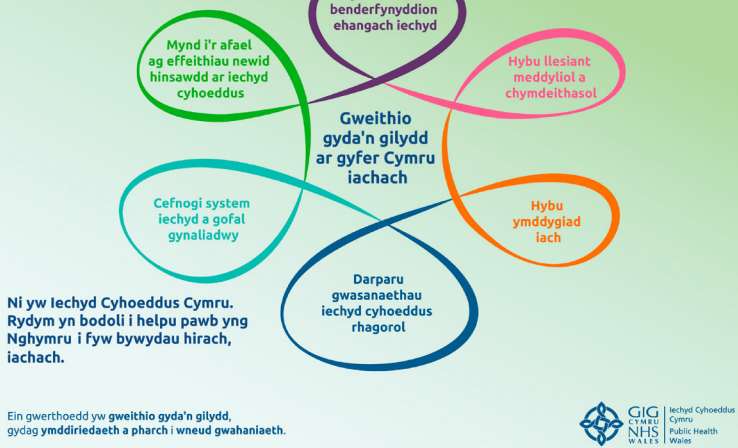 benderfynyddion
ehangach iechyd
Mynd i'r afael
ag effeithiau newid
hinsawdd ar iechyd
cyhoeddus
Hybu llesiant
meddyliol a
chymdeithasol
Gweithio
gyda'n gilydd
ar gyfer Cymru
iachach
Cefnogi system
iechyd a gofal
gynaliadwy
Hybu
ymddygiad
iach
Darparu
gwasanaethau
iechyd cyhoeddus
rhagorol
Ni yw Iechyd Cyhoeddus Cymru.
Rydym yn bodoli i helpu pawb yng
Nghymru i fyw bywydau hirach,
iachach.
Ein gwerthoedd yw gweithio gyda'n gilydd,
gydag ymddiriedaeth a pharch i wneud gwahaniaeth.
GIG
CYMRU
NHS
WALES
Iechyd Cyhoeddus
Cymru
Public Health
Wales